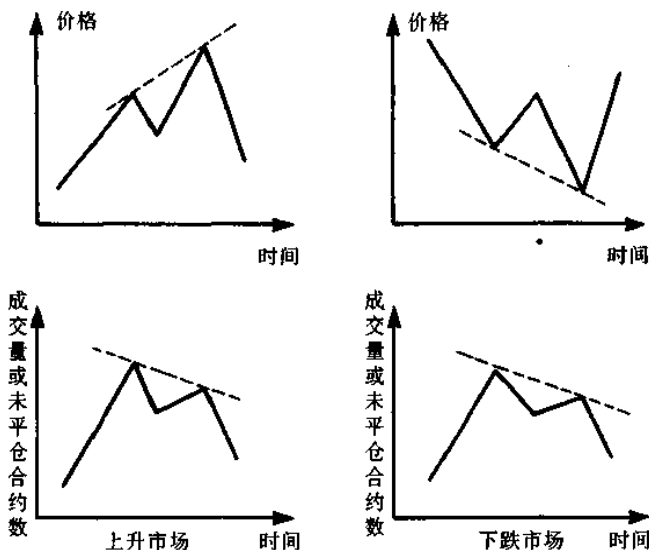 价格
价格
时间
时间
成交量或未平仓合约数
成交量或未平仓合约数
上升市场
时间
下跌市场
时间